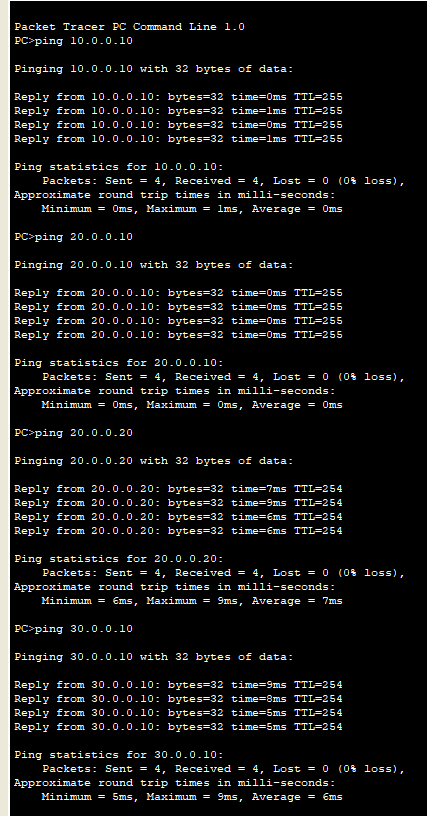 Packet Tracer PC Command Line 1.0
PC>ping 10.0.0.10
Pinging 10.0.0.10 with 32 bytes of data:
Reply from 10.0.0.10: bytes=32 time=0ms TTL=255
Reply from 10.0.0.10: bytes=32 time=1ms TTL=255
Reply from 10.0.0.10: bytes=32 time=0ms TTL=255
Reply from 10.0.0.10: bytes=32 time=1ms TTL=255
Ping statistics for 10.0.0.10:
Packets: Sent = 4, Received = 4, Lost = 0 (0% loss),
Approximate round trip times in milli-seconds:
Minimum = 0ms, Maximum = 1ms, Average = 0ms
PC>ping 20.0.0.10
Pinging 20.0.0.10 with 32 bytes of data:
Reply from 20.0.0.10: bytes=32 time=0ms TTL=255
Reply from 20.0.0.10: bytes=32 time=0ms TTL=255
Reply from 20.0.0.10: bytes=32 time=0ms TTL=255
Reply from 20.0.0.10: bytes=32 time=0ms TTL=255
Ping statistics for 20.0.0.10:
Packets: Sent = 4, Received = 4, Lost = 0 (0% loss),
Approximate round trip times in milli-seconds:
Minimum = 0ms, Maximum = 0ms, Average = 0ms
PC>ping 20.0.0.20
Pinging 20.0.0.20 with 32 bytes of data:
Reply from 20.0.0.20: bytes=32 time=7ms TTL=254
Reply from 20.0.0.20: bytes=32 time=9ms TTL=254
Reply from 20.0.0.20: bytes=32 time=6ms TTL=254
Reply from 20.0.0.20: bytes=32 time=6ms TTL=254
Ping statistics for 20.0.0.20:
Packets: Sent = 4, Received = 4, Lost = 0 (0% loss),
Approximate round trip times in milli-seconds:
Minimum = 6ms, Maximum = 9ms, Average = 7ms
PC>ping 30.0.0.10
Pinging 30.0.0.10 with 32 bytes of data:
Reply from 30.0.0.10: bytes=32 time=9ms TTL=254
Reply from 30.0.0.10: bytes=32 time=8ms TTL=254
Reply from 30.0.0.10: bytes=32 time=5ms TTL=254
Reply from 30.0.0.10: bytes=32 time=5ms TTL=254
Ping statistics for 30.0.0.10:
Packets: Sent = 4, Received = 4, Lost = 0 (0% loss),
Approximate round trip times in milli-seconds:
Minimum = 5ms, Maximum = 9ms, Average = 6ms